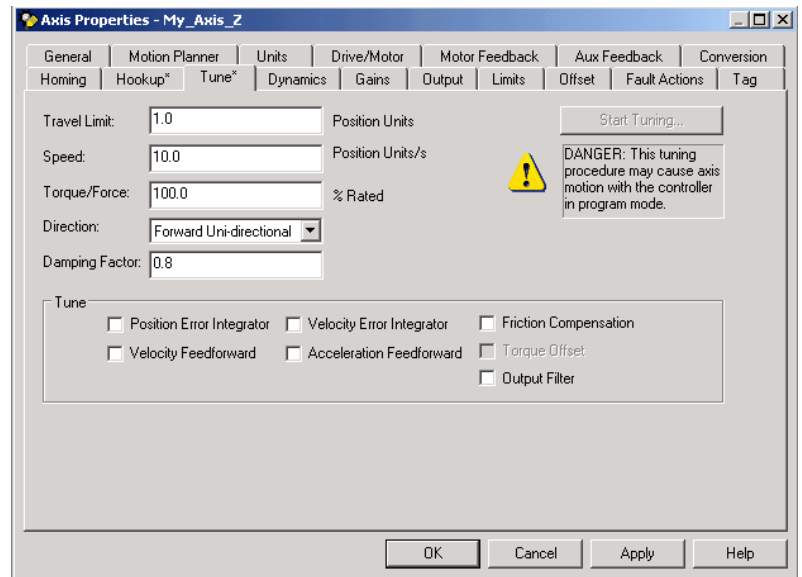 Axis Properties - My_Axis_Z
General Motion Planner Units Drive/Motor Motor Feedback Aux Feedback Conversion
Homing Hookup* Tune* Dynamics Gains Output Limits Offset Fault Actions Tag
Travel Limit: 1.0 Position Units
Start Tuning...
Speed: 10.0 Position Units/s
DANGER: This tuning
procedure may cause axis
motion with the controller
in program mode.
Torque/Force: 100.0 % Rated
Direction: Forward Uni-directional
Damping Factor: 0.8
Tune
Position Error Integrator Velocity Error Integrator Friction Compensation
Velocity Feedforward Acceleration Feedforward Torque Offset
Output Filter
OK Cancel Apply Help